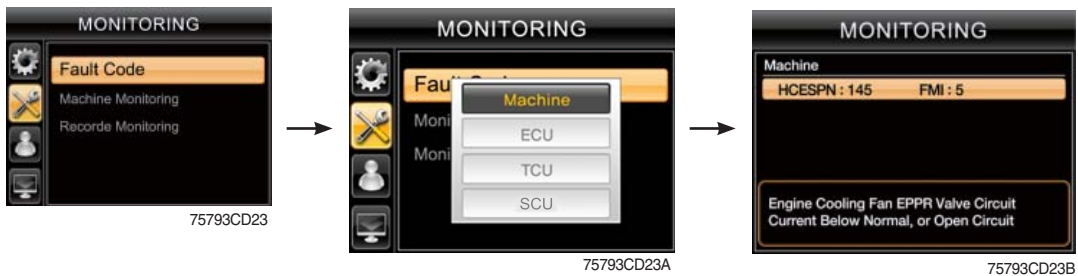 MONITORING
Fault Code
Machine Monitoring
Recorde Monitoring
75793CD23
MONITORING
Fau
Moni
Moni
Machine
ECU
TCU
SCU
75793CD23A
MONITORING
Machine
HCESPN : 145 FMI : 5
Engine Cooling Fan EPPR Valve Circuit
Current Below Normal, or Open Circuit
75793CD23B